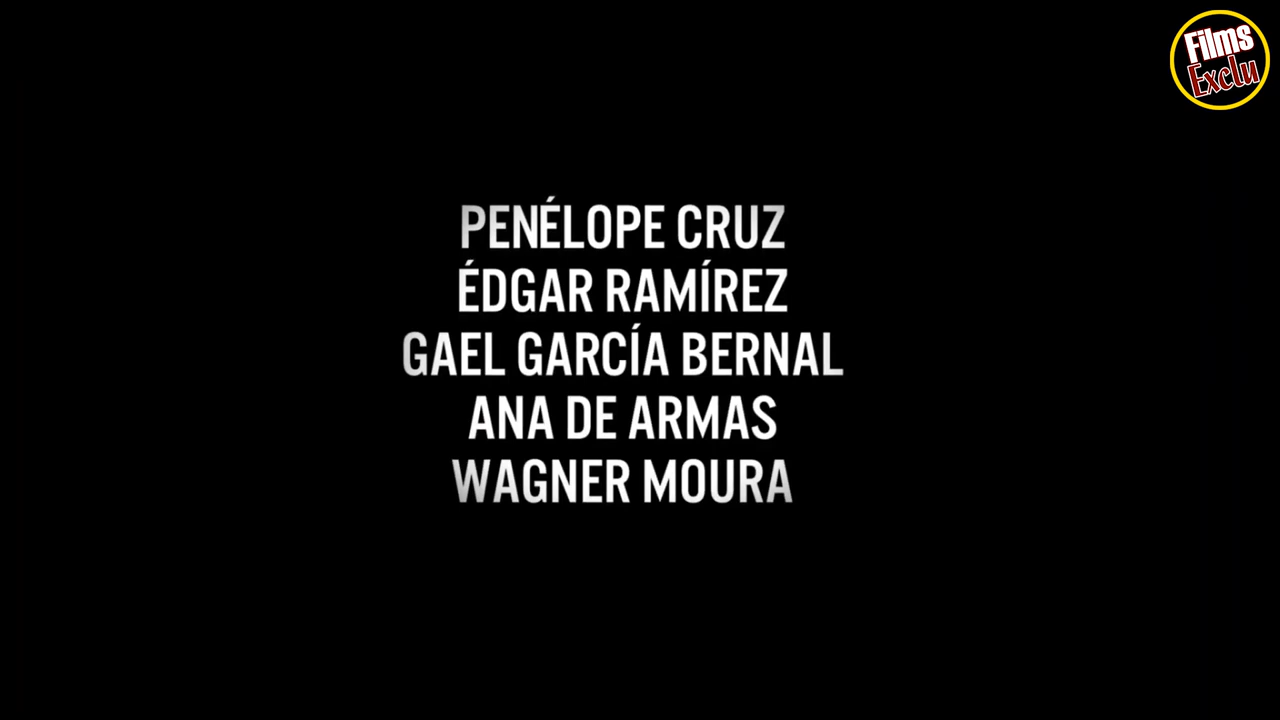 Films
Exclu
PENÉLOPE CRUZ
ÉDGAR RAMÍREZ
GAEL GARCÍA BERNAL
ANA DE ARMAS
WAGNER MOURA